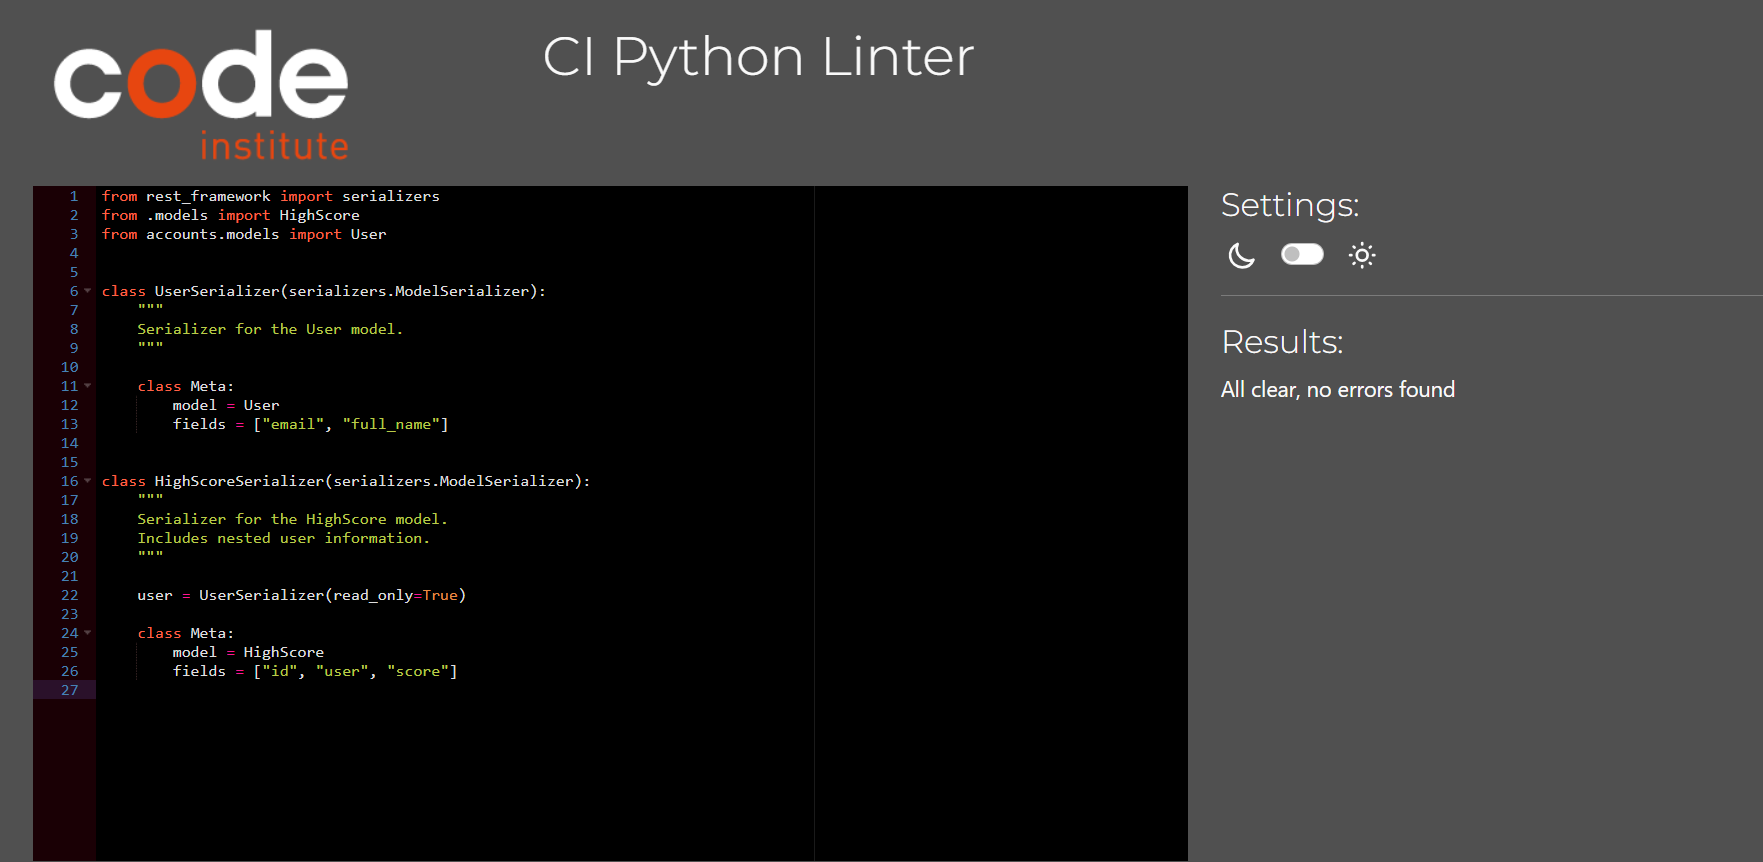 code
institute
CI Python Linter
1 from rest_framework import serializers
2 from .models import HighScore
3 from accounts.models import User
4
5
6 class UserSerializer(serializers.ModelSerializer):
7     """
8     Serializer for the User model.
9     """
10
11     class Meta:
12         model = User
13         fields = ["email", "full_name"]
14
15
16 class HighScoreSerializer(serializers.ModelSerializer):
17     """
18     Serializer for the HighScore model.
19     Includes nested user information.
20     """
21
22     user = UserSerializer(read_only=True)
23
24     class Meta:
25         model = HighScore
26         fields = ["id", "user", "score"]
27
Settings:
Results:
All clear, no errors found